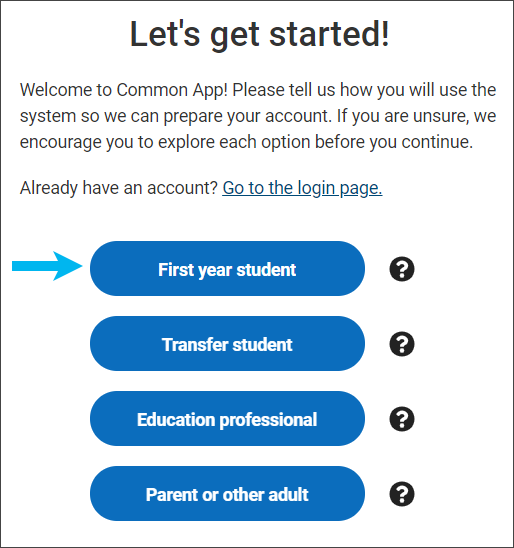 Let's get started!
Welcome to Common App! Please tell us how you will use the
system so we can prepare your account. If you are unsure, we
encourage you to explore each option before you continue.
Already have an account? Go to the login page.
First year student
?
Transfer student
?
Education professional
?
Parent or other adult
?